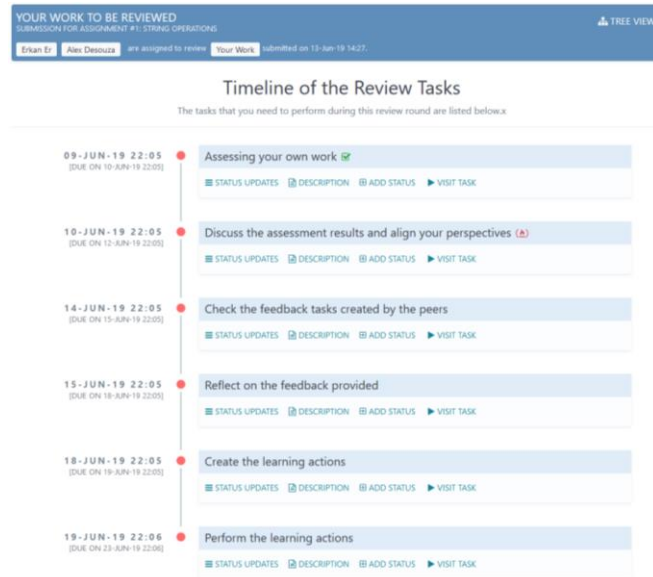 YOUR WORK TO BE REVIEWED
SUBMISSION FOR ASSIGNMENT #1: STRING OPERATIONS
TREE VIEW
Erkan Er Alex Desouza are assigned to review Your Work submitted on 13-Jun-19 14:27.
Timeline of the Review Tasks
The tasks that you need to perform during this review round are listed below.x
09-JUN-19 22:05
[DUE ON 10-JUN-19 22:05]
Assessing your own work
STATUS UPDATES DESCRIPTION ADD STATUS VISIT TASK
10-JUN-19 22:05
[DUE ON 12-JUN-19 22:05]
Discuss the assessment results and align your perspectives
STATUS UPDATES DESCRIPTION ADD STATUS VISIT TASK
14-JUN-19 22:05
[DUE ON 15-JUN-19 22:05]
Check the feedback tasks created by the peers
STATUS UPDATES DESCRIPTION ADD STATUS VISIT TASK
15-JUN-19 22:05
[DUE ON 18-JUN-19 22:05]
Reflect on the feedback provided
STATUS UPDATES DESCRIPTION ADD STATUS VISIT TASK
18-JUN-19 22:05
[DUE ON 19-JUN-19 22:05]
Create the learning actions
STATUS UPDATES DESCRIPTION ADD STATUS VISIT TASK
19-JUN-19 22:06
[DUE ON 23-JUN-19 22:06]
Perform the learning actions
STATUS UPDATES DESCRIPTION ADD STATUS VISIT TASK